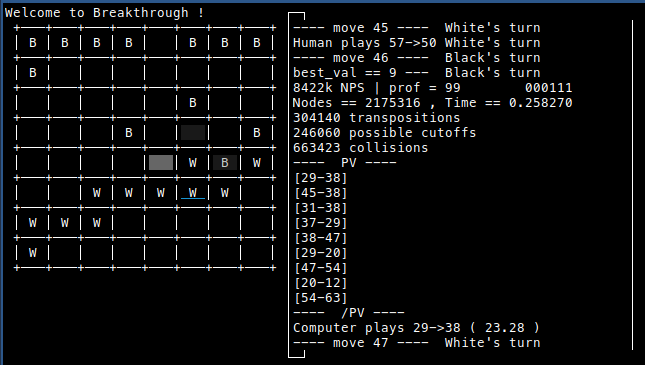 Welcome to Breakthrough !
B B B B B B B
B
B
B B
W B W
W W W W W
W W W
W
---- move 45 ---- White's turn
Human plays 57->50 White's turn
---- move 46 ---- Black's turn
best_val == 9 --- Black's turn
8422k NPS | prof = 99 000111
Nodes == 2175316 , Time == 0.258270
304140 transpositions
246060 possible cutoffs
663423 collisions
---- PV ----
[29-38]
[45-38]
[31-38]
[37-29]
[38-47]
[29-20]
[47-54]
[20-12]
[54-63]
---- /PV ----
Computer plays 29->38 ( 23.28 )
---- move 47 ---- White's turn